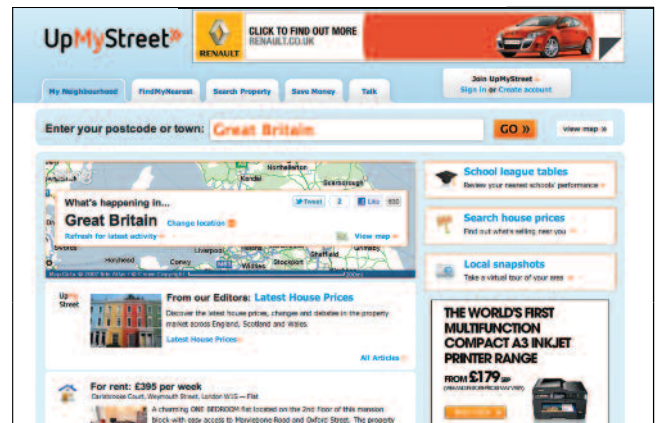 UpMyStreet
CLICK TO FIND OUT MORE
RENAULT.CO.UK
RENAULT
Join UpMyStreet
Sign in or Create account
My Neighbourhood FindMyNearest Search Property Save Money Talk
Enter your postcode or town: Great Britain GO » view map »
Northallerton
Kendal
Scarborough
What's happening in...
Tweet 2 Like
Great Britain Change location
Refresh for latest activity View map
Liverpool Sheffield Grimsby
Holyhead Conwy Stockport
School league tables
Review your nearest schools' performance
Search house prices
Find out what's selling near you
Local snapshots
Take a virtual tour of your area
Up
Street
From our Editors: Latest House Prices
Discover the latest house prices, changes and debates in the property
market across England, Scotland and Wales.
Latest House Prices
All Articles
THE WORLD'S FIRST
MULTIFUNCTION
COMPACT A3 INKJET
PRINTER RANGE
FROM £179
For rent: £395 per week
Carisbrooke Court, Weymouth Street, London W1G — Flat
A charming ONE BEDROOM flat located on the 2nd floor of this mansion
block with easy access to Marylebone Road and Oxford Street. The property